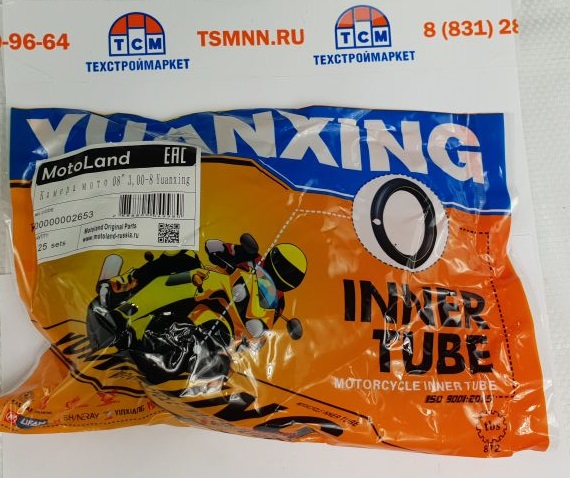 0-96-64
ТСМ
ТЕХСТРОЙМАРКЕТ
TSMNN.RU
ТСМ
ТЕХСТРОЙМАРКЕТ
8 (831) 28
YUANXING
MotoLand
EAC
Камера мото 08" 3,00-8 Yuanxing
25 sets
Motoland Original Parts
www.motoland-russia.ru
INNER
TUBE
MOTORCYCLE INNER TUBE
ISO 9001:2015
LIFAN